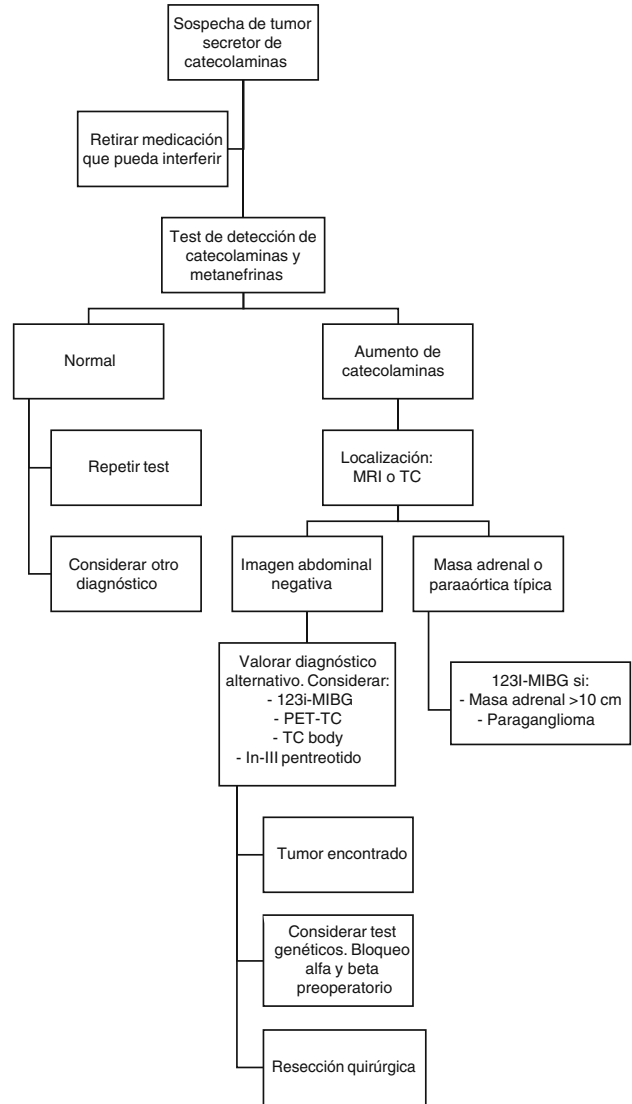 Sospecha de tumor
secretor de
catecolaminas
Retirar medicación
que pueda interferir
Test de detección de
catecolaminas y
metanefrinas
Normal
Aumento de
catecolaminas
Repetir test
Localización:
MRI o TC
Considerar otro
diagnóstico
Imagen abdominal
negativa
Masa adrenal o
paraaórtica típica
Valorar diagnóstico
alternativo. Considerar:
- 123i-MIBG
- PET-TC
- TC body
- In-III pentreotido
123I-MIBG si:
- Masa adrenal >10 cm
- Paraganglioma
Tumor encontrado
Considerar test
genéticos. Bloqueo
alfa y beta
preoperatorio
Resección quirúrgica